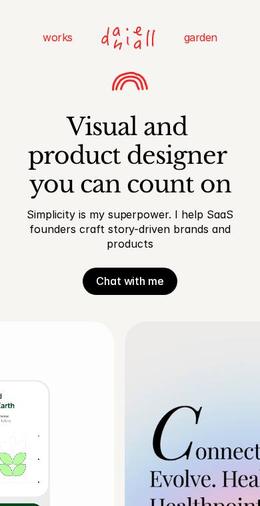 works
garden
Visual and
product designer
you can count on
Simplicity is my superpower. I help SaaS
founders craft story-driven brands and
products
Chat with me
Earth
Connect
Evolve. Heal
Healthpoint